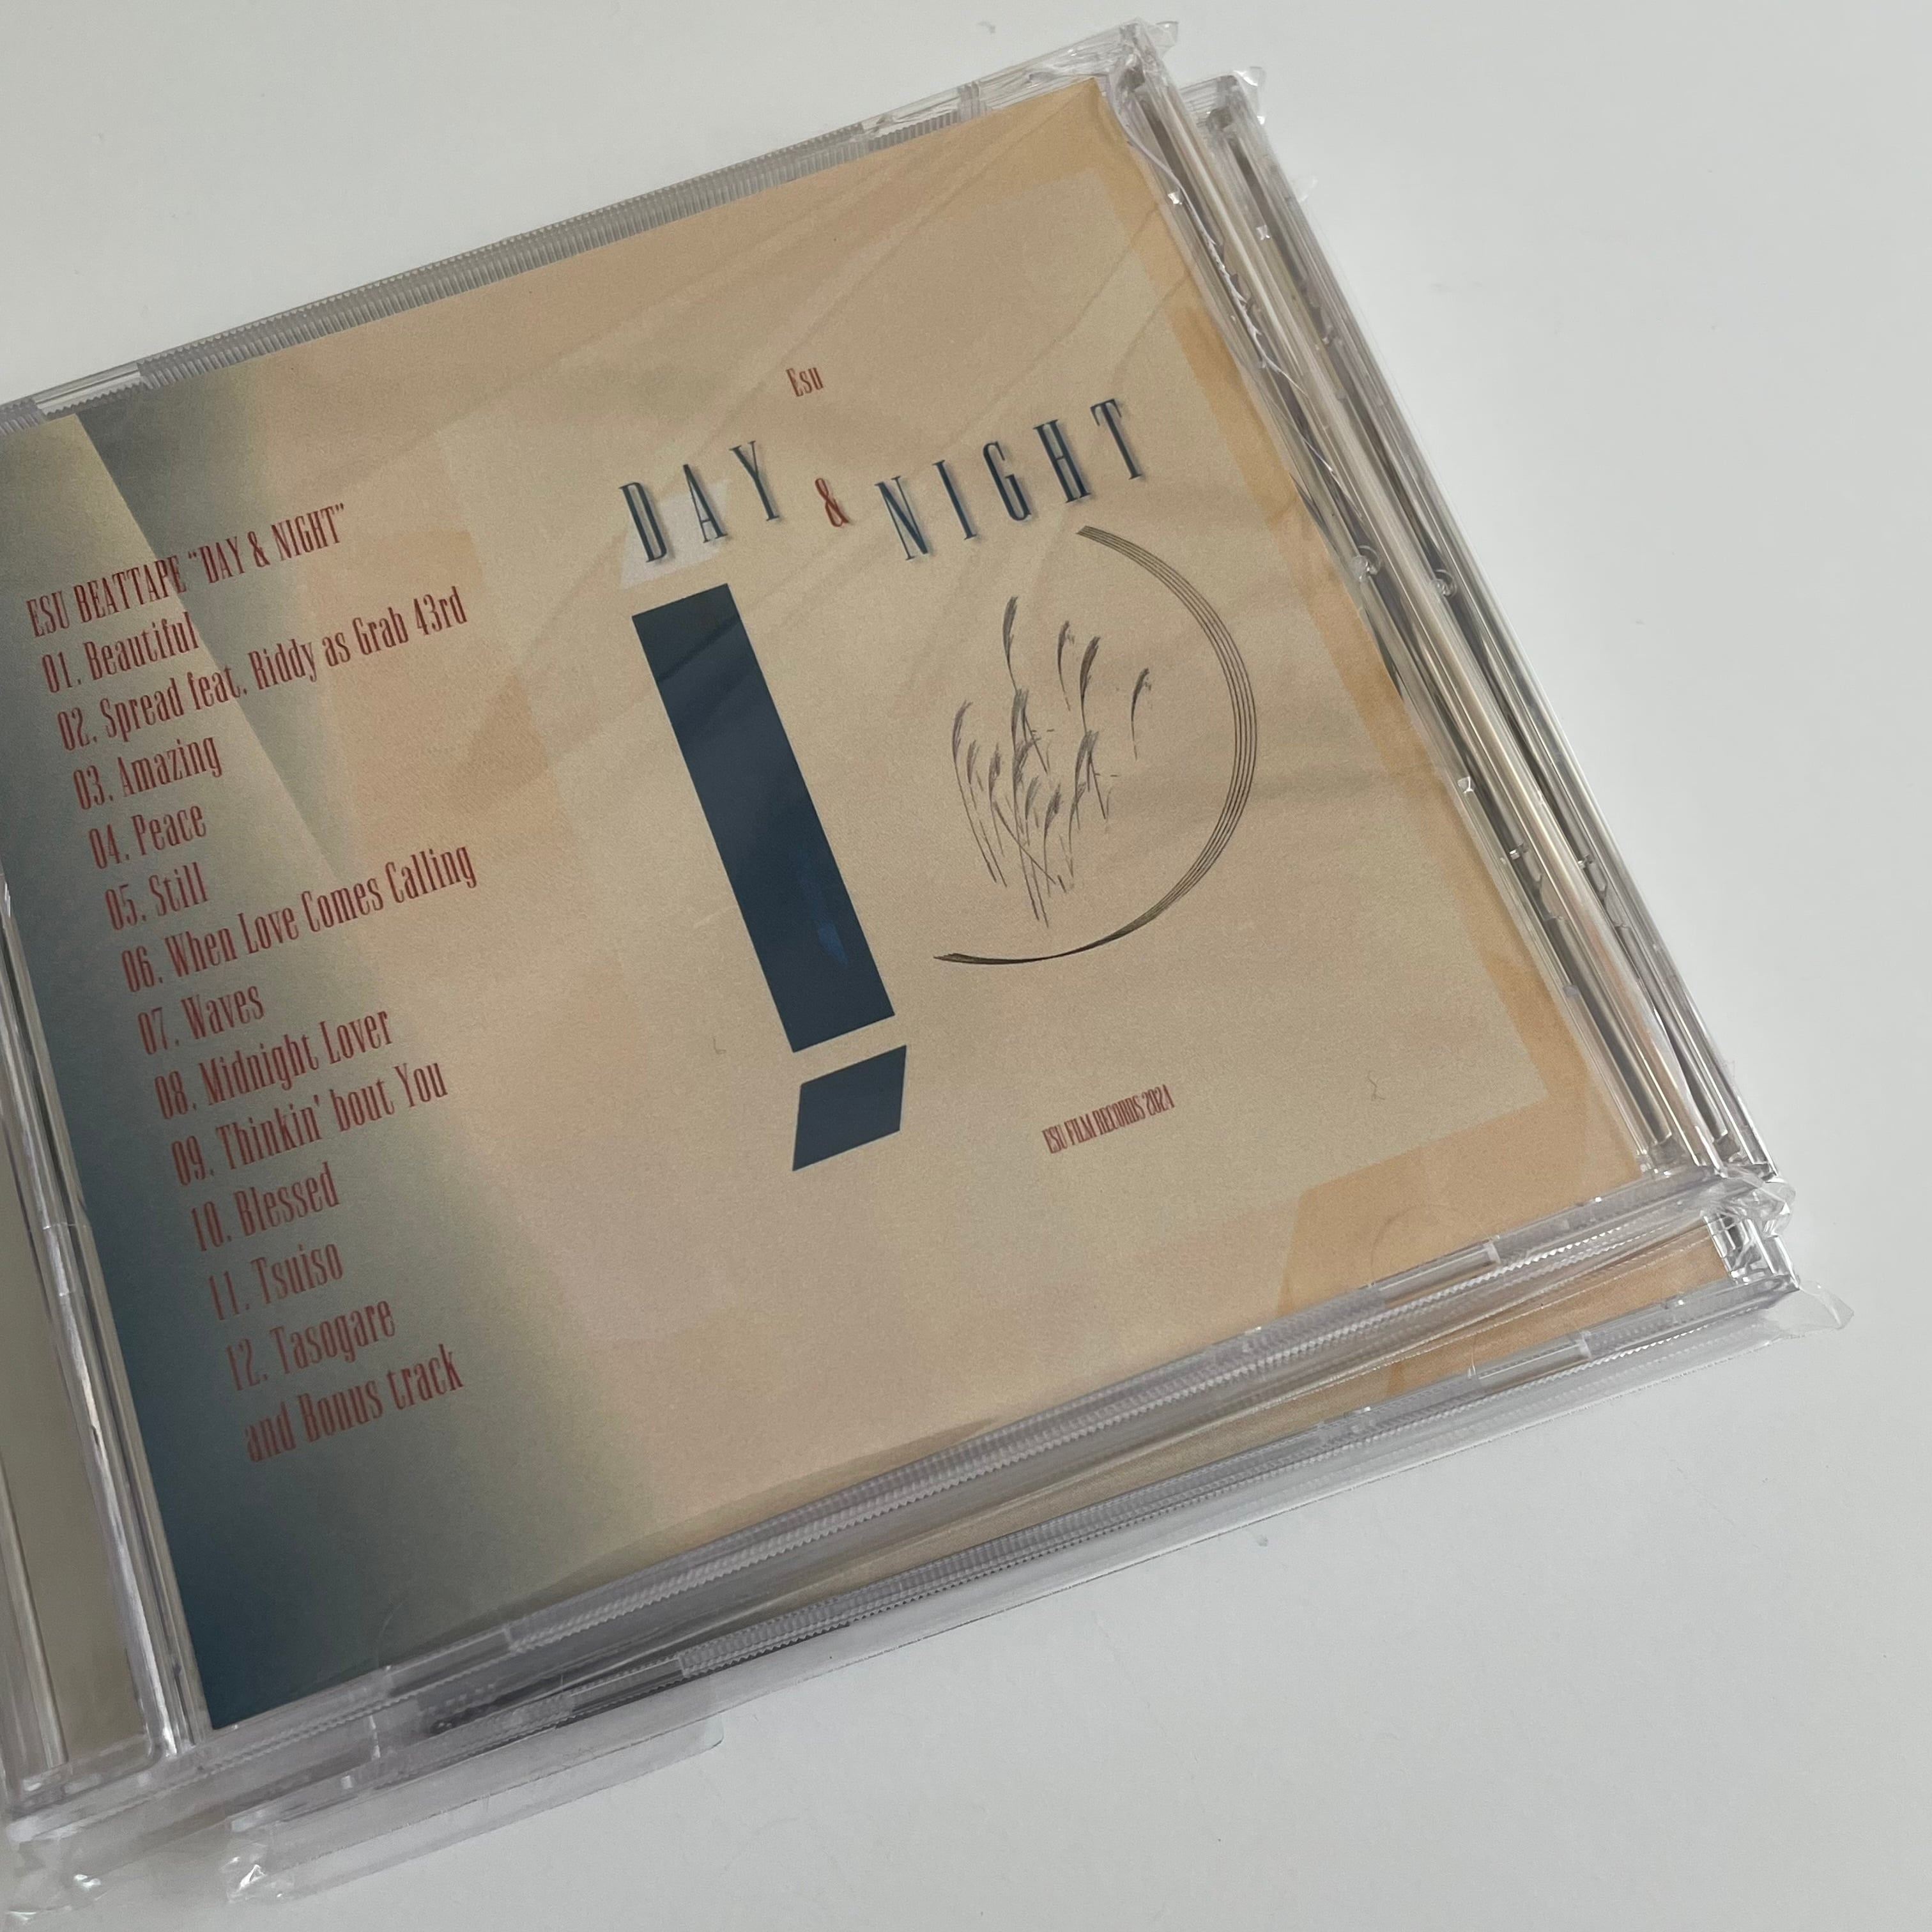 ESU BEATTAPE “DAY & NIGHT”
01. Beautiful
02. Spread feat. Riddy as Grab 43rd
03. Amazing
04. Peace
05. Still
06. When Love Comes Calling
07. Waves
08. Midnight Lover
09. Thinkin' bout You
10. Blessed
11. Tsuiso
12. Tasogare
and Bonus track
Esu
DAY & NIGHT
ESU FILM RECORDS 2024